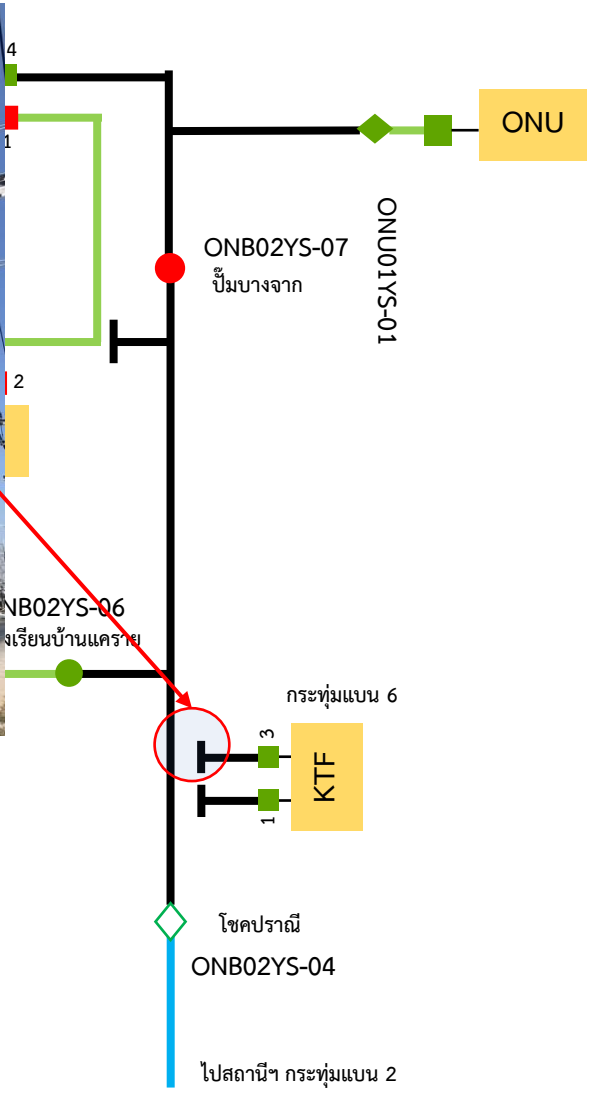 4
ONU
1
ONB02YS-07
ปั๊มบางจาก
ONU01YS-01
2
NB02YS-06
งเรียนบ้านแคราย
กระทุ่มแบน 6
3
KTF
1
โชคปราณี
ONB02YS-04
ไปสถานีฯ กระทุ่มแบน 2